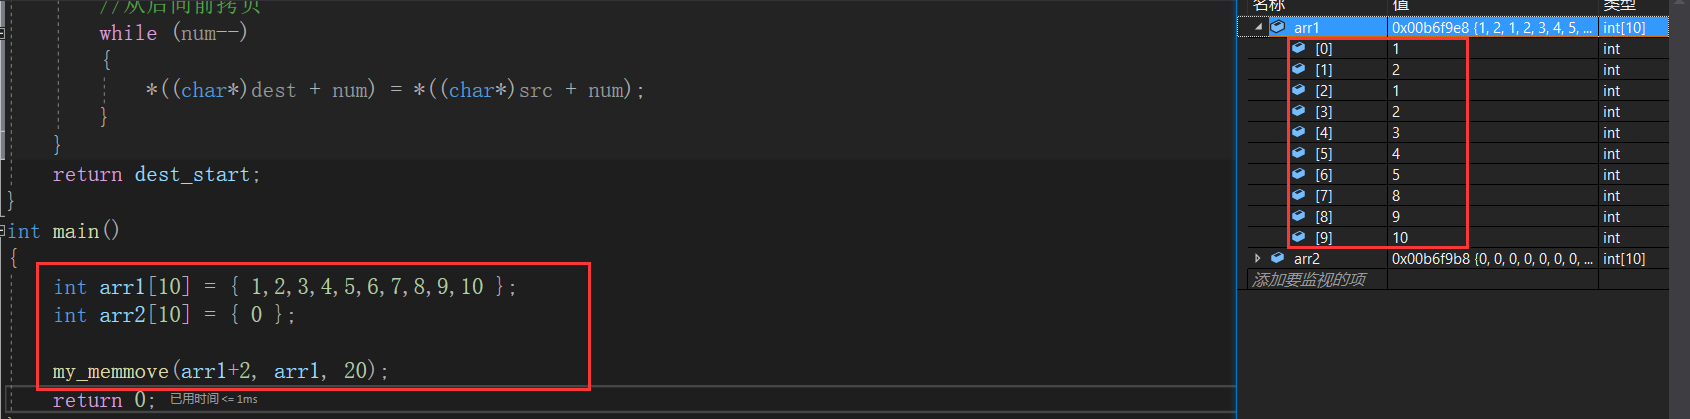 //从后向前拷贝
while (num--)
{
*((char*)dest + num) = *((char*)src + num);
}
}
return dest_start;
}
int main()
{
int arr1[10] = { 1,2,3,4,5,6,7,8,9,10 };
int arr2[10] = { 0 };
my_memmove(arr1+2, arr1, 20);
return 0; 已用时间 <= 1ms
名称 值 类型
arr1 0x00b6f9e8 {1, 2, 1, 2, 3, 4, 5, ... int[10]
[0] 1 int
[1] 2 int
[2] 1 int
[3] 2 int
[4] 3 int
[5] 4 int
[6] 5 int
[7] 8 int
[8] 9 int
[9] 10 int
arr2 0x00b6f9b8 {0, 0, 0, 0, 0, 0, 0, ... int[10]
添加要监视的项